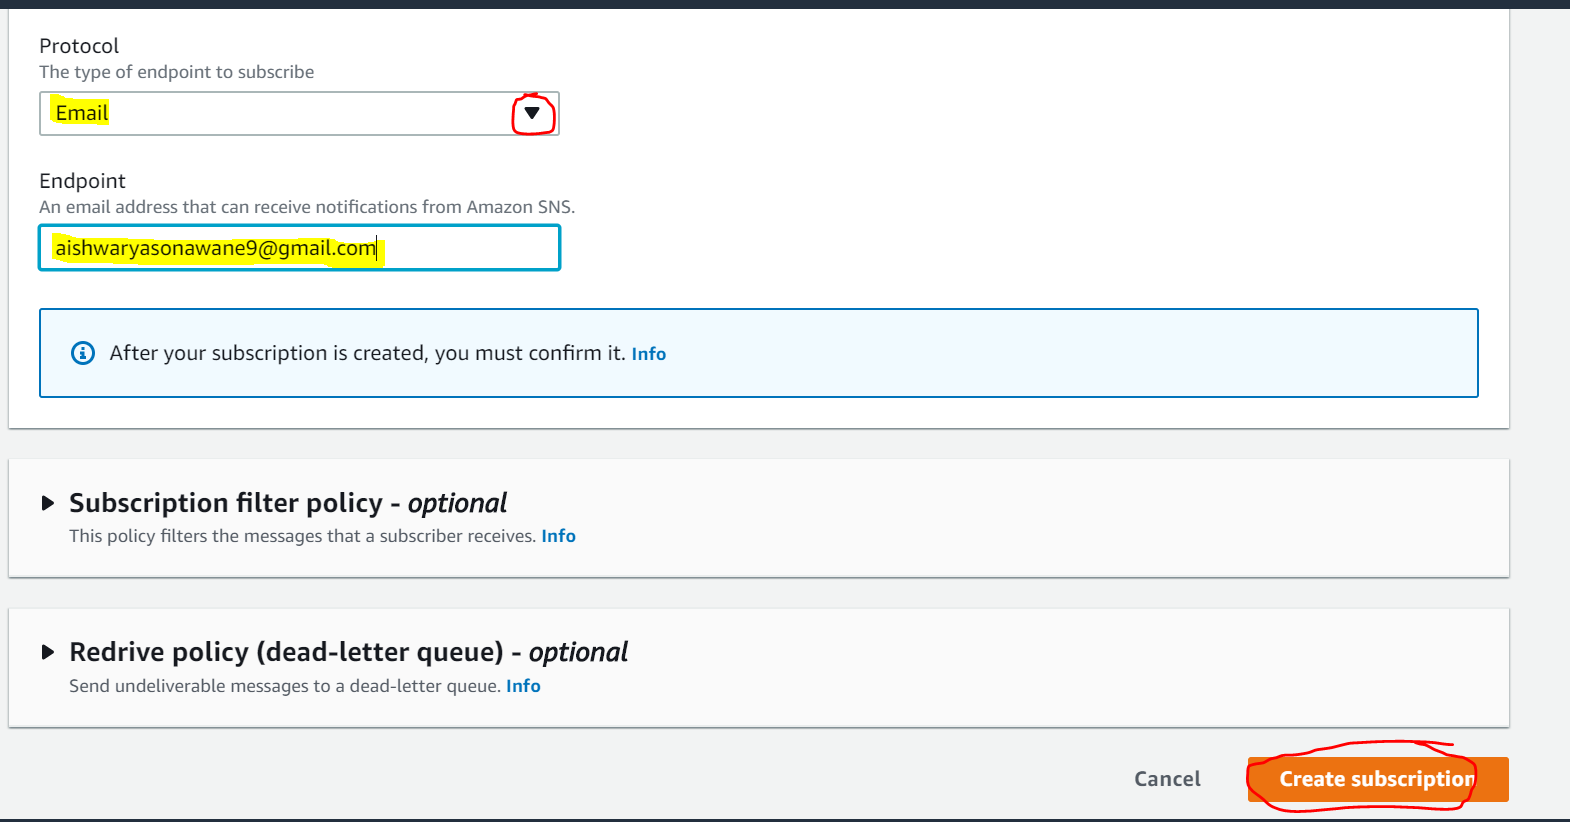 Protocol
The type of endpoint to subscribe
Email
Endpoint
An email address that can receive notifications from Amazon SNS.
aishwaryasonawane9@gmail.com
After your subscription is created, you must confirm it. Info
Subscription filter policy - optional
This policy filters the messages that a subscriber receives. Info
Redrive policy (dead-letter queue) - optional
Send undeliverable messages to a dead-letter queue. Info
Cancel Create subscription